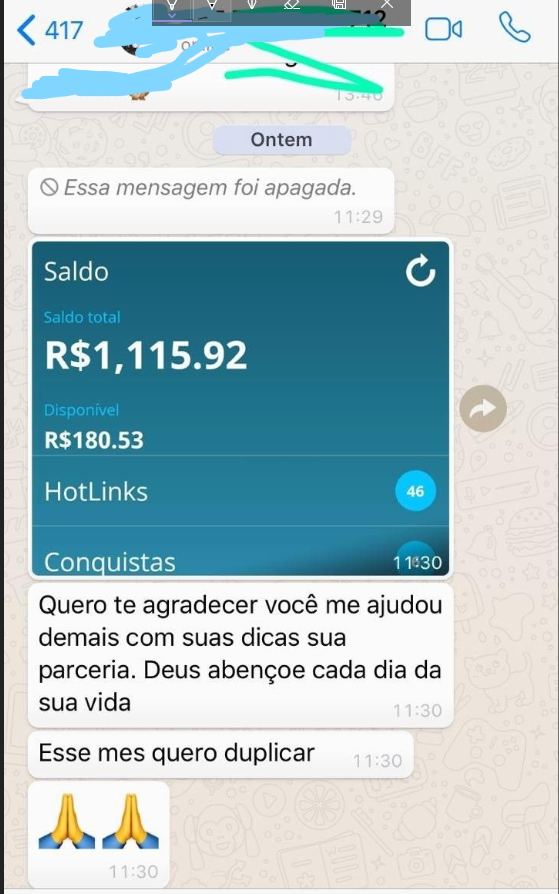 417
13:46
Ontem
Essa mensagem foi apagada.
11:29
Saldo
Saldo total
R$1,115.92
Disponível
R$180.53
HotLinks
46
Conquistas
11:30
Quero te agradecer você me ajudou
demais com suas dicas sua
parceria. Deus abençoe cada dia da
sua vida
11:30
Esse mes quero duplicar
11:30
11:30